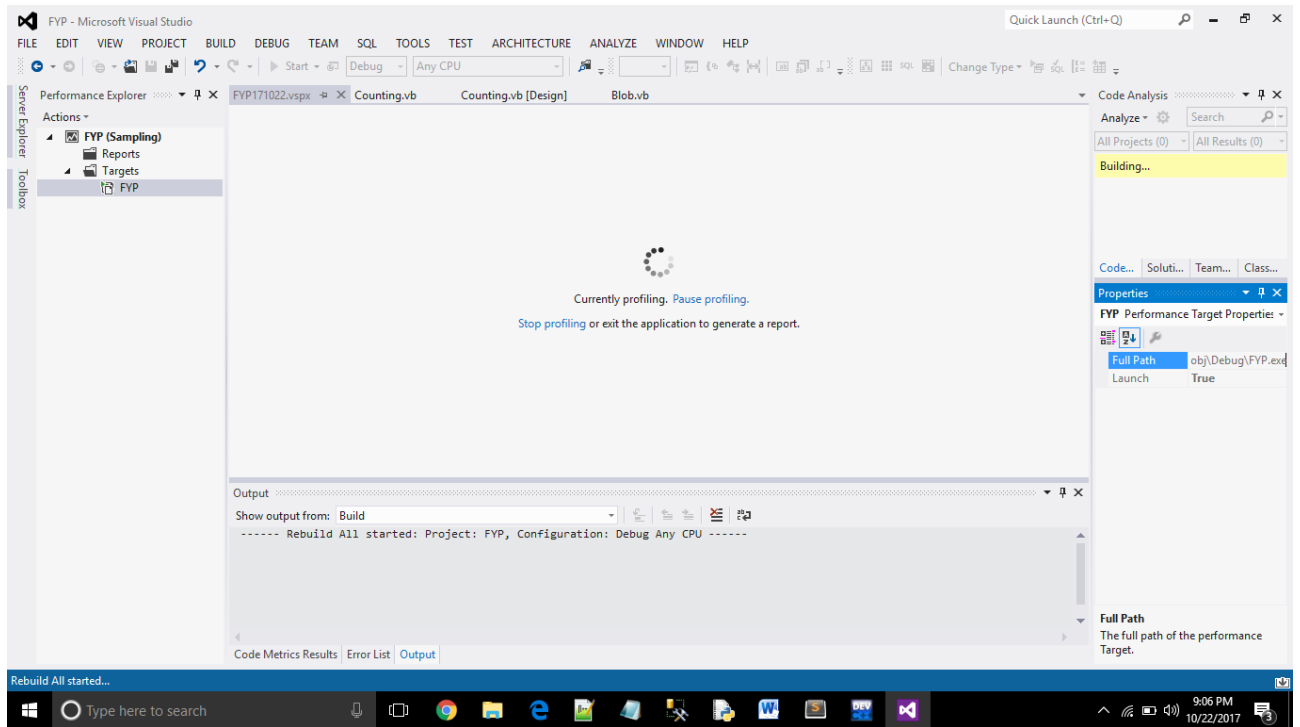 FYP - Microsoft Visual Studio
Quick Launch (Ctrl+Q)
FILE EDIT VIEW PROJECT BUILD DEBUG TEAM SQL TOOLS TEST ARCHITECTURE ANALYZE WINDOW HELP
Start Debug Any CPU SQL Change Type SQL
Server Explorer
Toolbox
Performance Explorer
Actions
FYP (Sampling)
Reports
Targets
FYP
FYP171022.vspx Counting.vb Counting.vb [Design] Blob.vb
Currently profiling. Pause profiling.
Stop profiling or exit the application to generate a report.
Output
Show output from: Build
------ Rebuild All started: Project: FYP, Configuration: Debug Any CPU ------
Code Metrics Results Error List Output
Code Analysis
Analyze Search
All Projects (0) All Results (0)
Building...
Code... Soluti... Team... Class...
Properties
FYP Performance Target Properties
Full Path obj\Debug\FYP.exe
Launch True
Full Path
The full path of the performance
Target.
Rebuild All started...
Type here to search
DEV
9:06 PM
10/22/2017
3